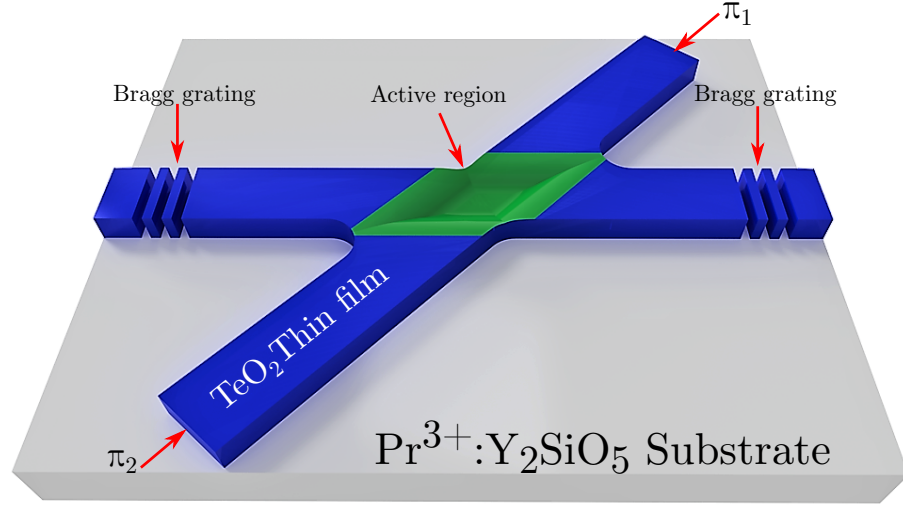 π₁
Bragg grating
Active region
Bragg grating
TeO₂Thin film
π₂
Pr³⁺:Y₂SiO₅ Substrate